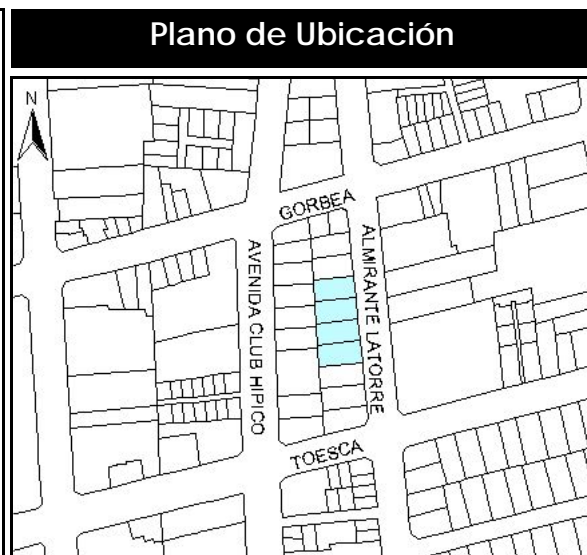 Plano de Ubicación
N
GORBEA
AVENIDA CLUB HIPICO
ALMIRANTE LATORRE
TOESCA